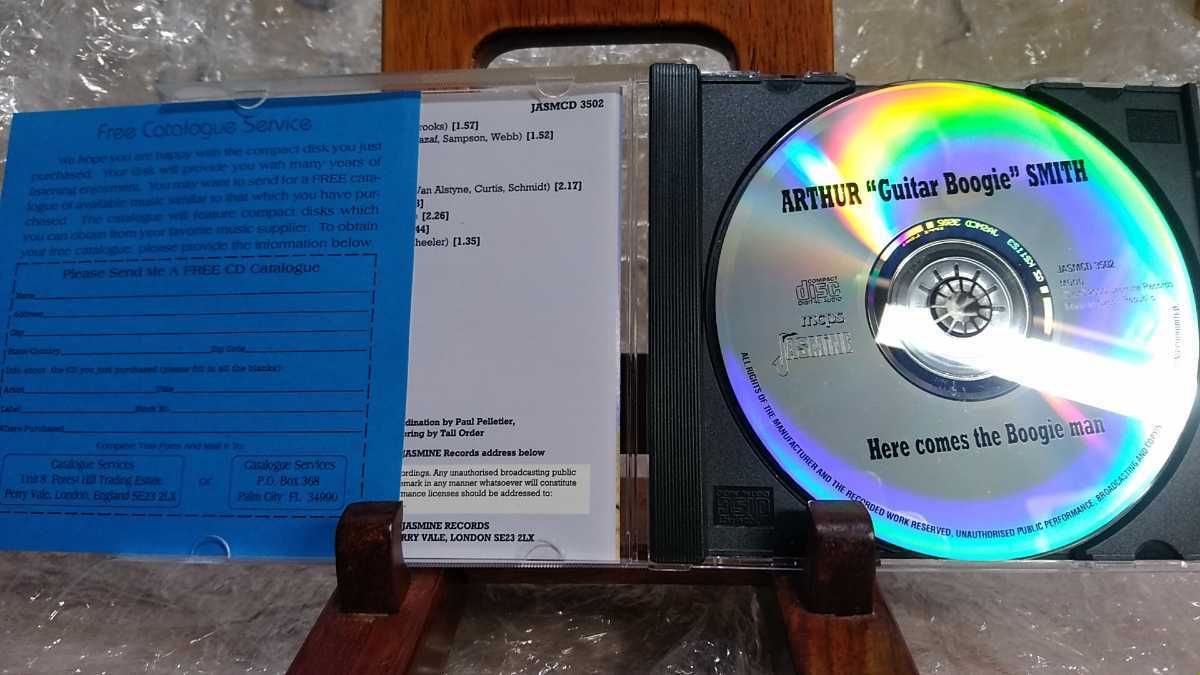 Free Catalogue Service
We hope you are happy with the compact disk you just
purchased. Your disk will provide you with many years of
listening enjoyment. You may want to send for a FREE cata-
logue of available music similar to that which you have pur-
chased. The catalogue will feature compact disks which
you can obtain from your favorite music supplier. To obtain
your free catalogue, please provide the information below.
Please Send Me A FREE CD Catalogue
Name
Address
City
State-Country Zip Code
Info about the CD you just purchased (please fill in all the blanks):
Artist Title
Label Stock No.
Where Purchased
Complete This Form And Mail It To:
Catalogue Services
Unit 8 Forest Hill Trading Estate
Perry Vale, London, England SE23 2LX
or
Catalogue Services
P.O. Box 368
Palm City FL 34990
JASMCD 3502
rooks) [1.57]
azaf, Sampson, Webb) [1.52]
Van Alstyne, Curtis, Schmidt) [2.17]
[2.26]
44]
heeler) [1.35]
dination by Paul Pelletier,
ering by Tall Order
JASMINE Records address below
ordings. Any unauthorised broadcasting public
emark in any manner whatsoever will constitute
mance licenses should be addressed to:
JASMINE RECORDS
RRY VALE, LONDON SE23 2LX
ARTHUR "Guitar Boogie" SMITH
COMPACT
disc
DIGITAL AUDIO
mcps
JASMINE
JASMCD 3502
Here comes the Boogie man
ALL RIGHTS OF THE MANUFACTURER AND THE RECORDED WORK RESERVED, UNAUTHORISED PUBLIC PERFORMANCE, BROADCASTING AND COPYING